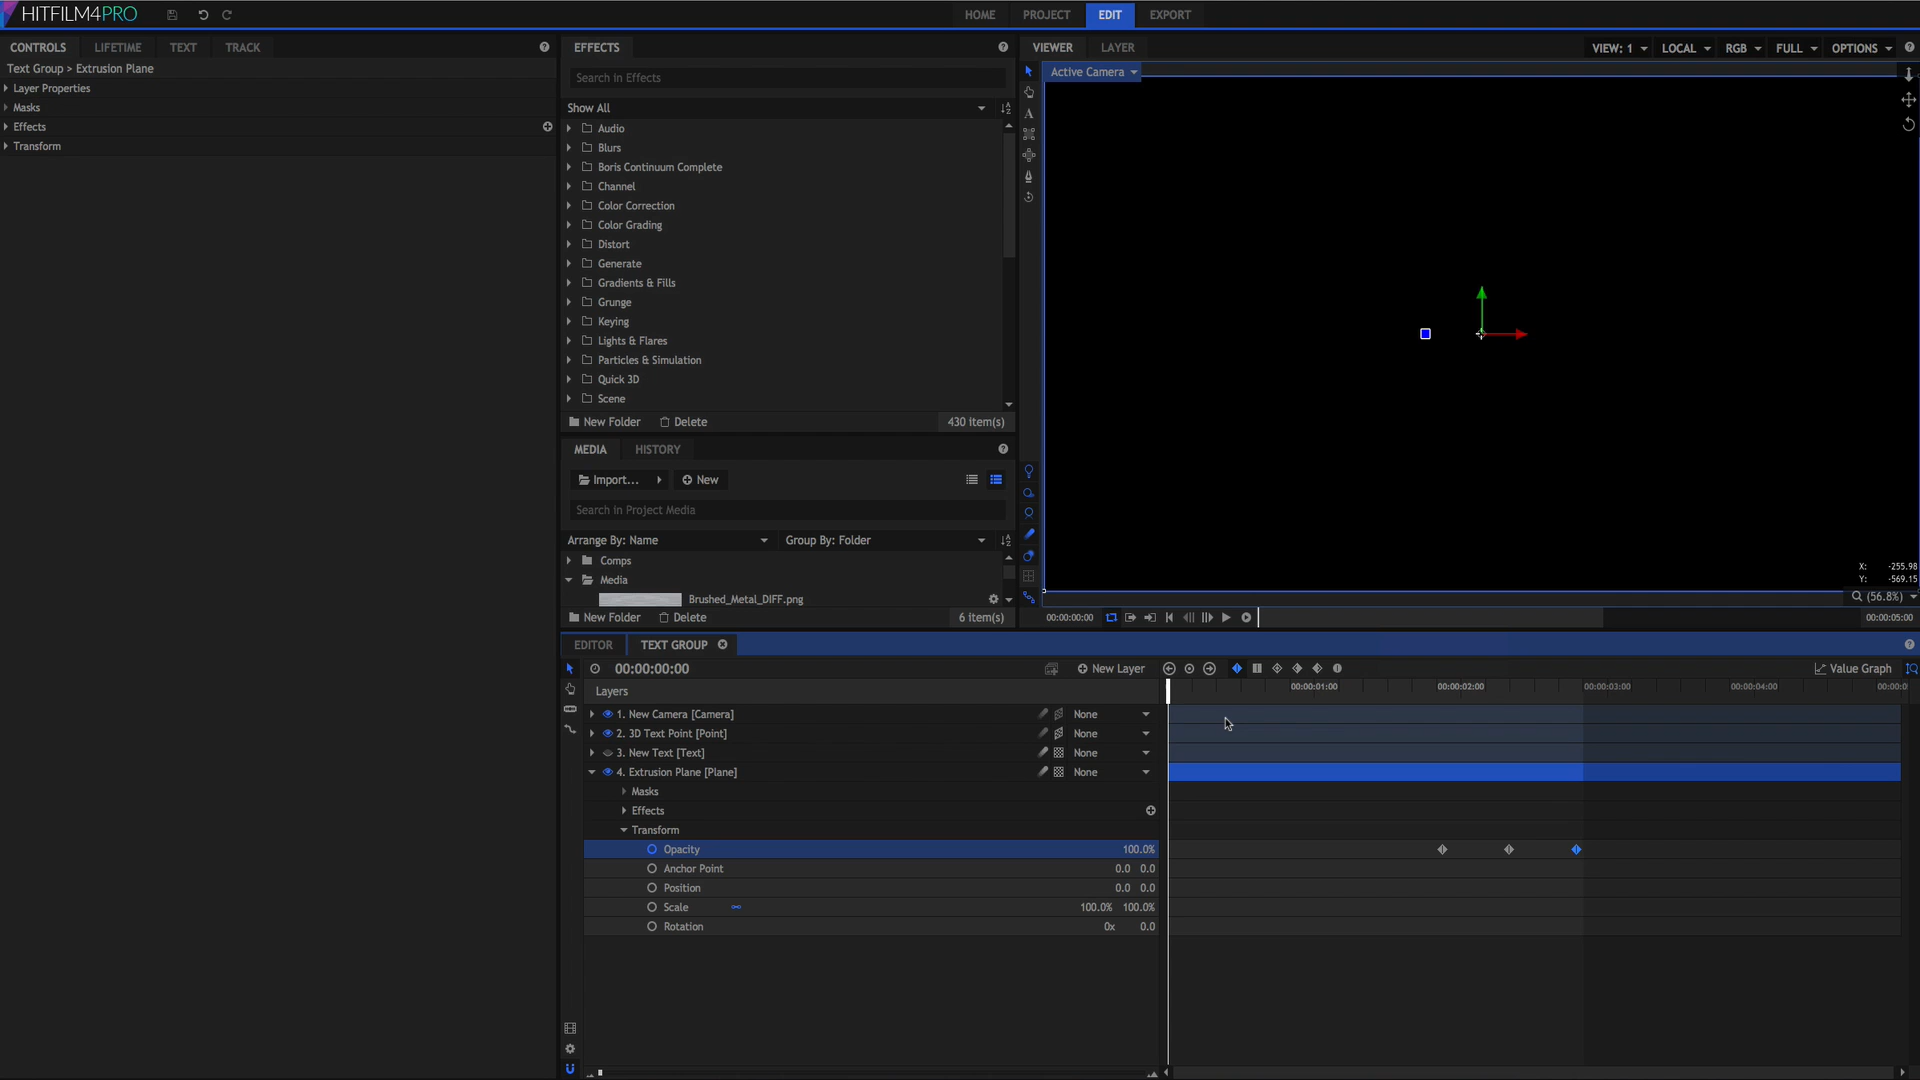 HITFILM4PRO
HOME PROJECT EDIT EXPORT
CONTROLS LIFETIME TEXT TRACK
Text Group > Extrusion Plane
Layer Properties
Masks
Effects
Transform
EFFECTS
Search in Effects
Show All
Audio
Blurs
Boris Continuum Complete
Channel
Color Correction
Color Grading
Distort
Generate
Gradients & Fills
Grunge
Keying
Lights & Flares
Particles & Simulation
Quick 3D
Scene
New Folder Delete 430 item(s)
MEDIA HISTORY
Import... New
Search in Project Media
Arrange By: Name Group By: Folder
Comps
Media
Brushed_Metal_DIFF.png
New Folder Delete 6 item(s)
VIEWER LAYER VIEW: 1 LOCAL RGB FULL OPTIONS
Active Camera
X: -255.98
Y: -569.15
(56.8%)
00:00:00:00 00:00:05:00
EDITOR TEXT GROUP
00:00:00:00 New Layer Value Graph
Layers 00:00:01:00 00:00:02:00 00:00:03:00 00:00:04:00 00:00:0
1. New Camera [Camera] None
2. 3D Text Point [Point] None
3. New Text [Text] None
4. Extrusion Plane [Plane] None
Masks
Effects
Transform
Opacity 100.0%
Anchor Point 0.0 0.0
Position 0.0 0.0
Scale 100.0% 100.0%
Rotation 0x 0.0